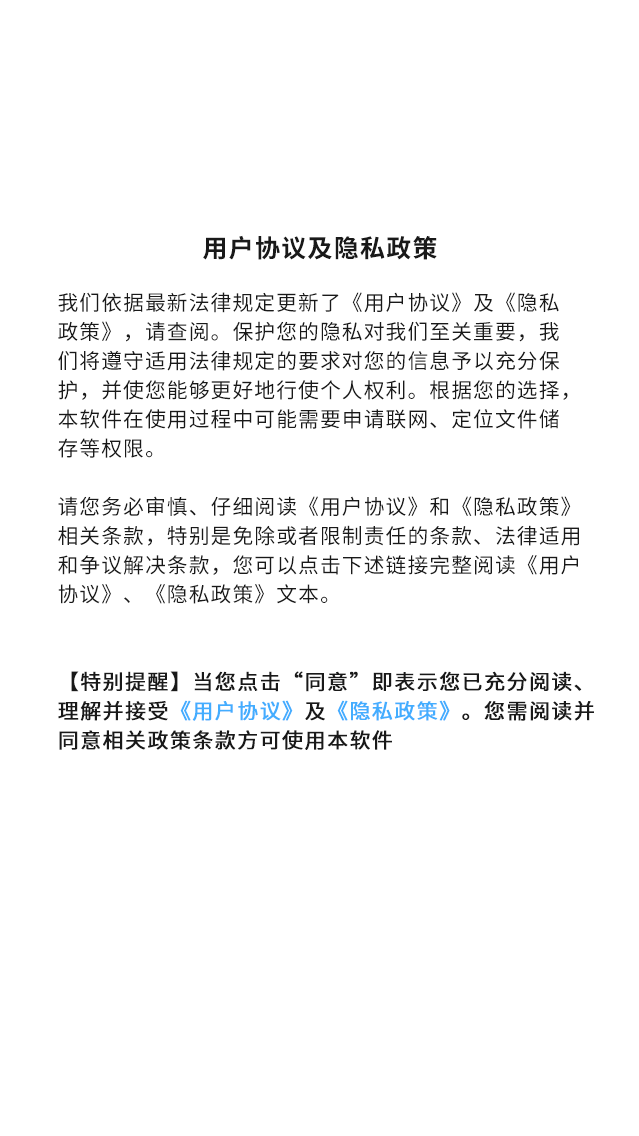 用户协议及隐私政策
我们依据最新法律规定更新了《用户协议》及《隐私
政策》，请查阅。保护您的隐私对我们至关重要，我
们将遵守适用法律规定的要求对您的信息予以充分保
护，并使您能够更好地行使个人权利。根据您的选择，
本软件在使用过程中可能需要申请联网、定位文件储
存等权限。
请您务必审慎、仔细阅读《用户协议》和《隐私政策》
相关条款，特别是免除或者限制责任的条款、法律适用
和争议解决条款，您可以点击下述链接完整阅读《用户
协议》、《隐私政策》文本。
【特别提醒】当您点击“同意”即表示您已充分阅读、
理解并接受《用户协议》及《隐私政策》。您需阅读并
同意相关政策条款方可使用本软件